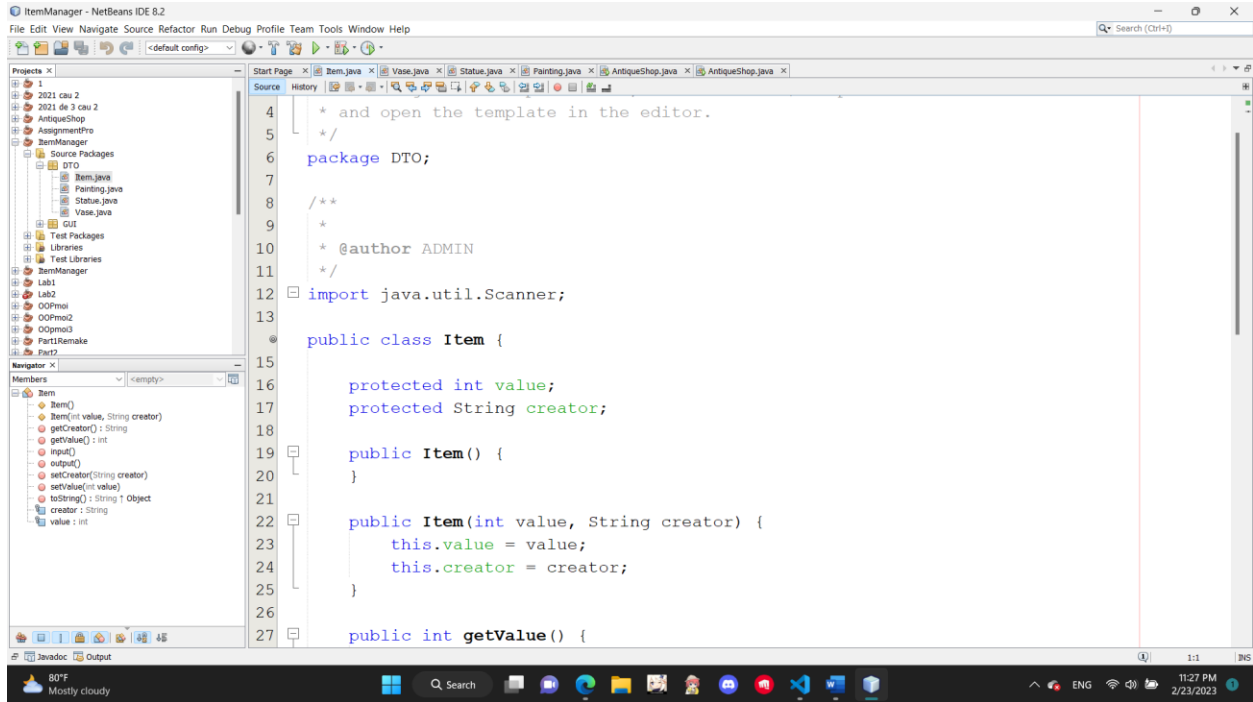 ItemManager - NetBeans IDE 8.2
File Edit View Navigate Source Refactor Run Debug Profile Team Tools Window Help
Search (Ctrl+I)
<default config>
Projects
Start Page Item.java Vase.java Statue.java Painting.java AntiqueShop.java AntiqueShop.java
Source History
1
2021 cau 2
2021 de 3 cau 2
AntiqueShop
AssignmentPro
ItemManager
Source Packages
DTO
Item.java
Painting.java
Statue.java
Vase.java
GUI
Test Packages
Libraries
Test Libraries
ItemManager
Lab1
Lab2
OOPmoi
OOPmoi2
OOpmoi3
Part1Remake
Part2
Navigator
Members <empty>
Item
Item()
Item(int value, String creator)
getCreator() : String
getValue() : int
input()
output()
setCreator(String creator)
setValue(int value)
toString() : String ↑ Object
creator : String
value : int
4 * and open the template in the editor.
5 */
6 package DTO;
7
8 /**
9 *
10 * @author ADMIN
11 */
12 import java.util.Scanner;
13
public class Item {
15
16 protected int value;
17 protected String creator;
18
19 public Item() {
20 }
21
22 public Item(int value, String creator) {
23 this.value = value;
24 this.creator = creator;
25 }
26
27 public int getValue() {
Javadoc Output
1:1 INS
80°F
Mostly cloudy
Search
ENG
11:27 PM
2/23/2023